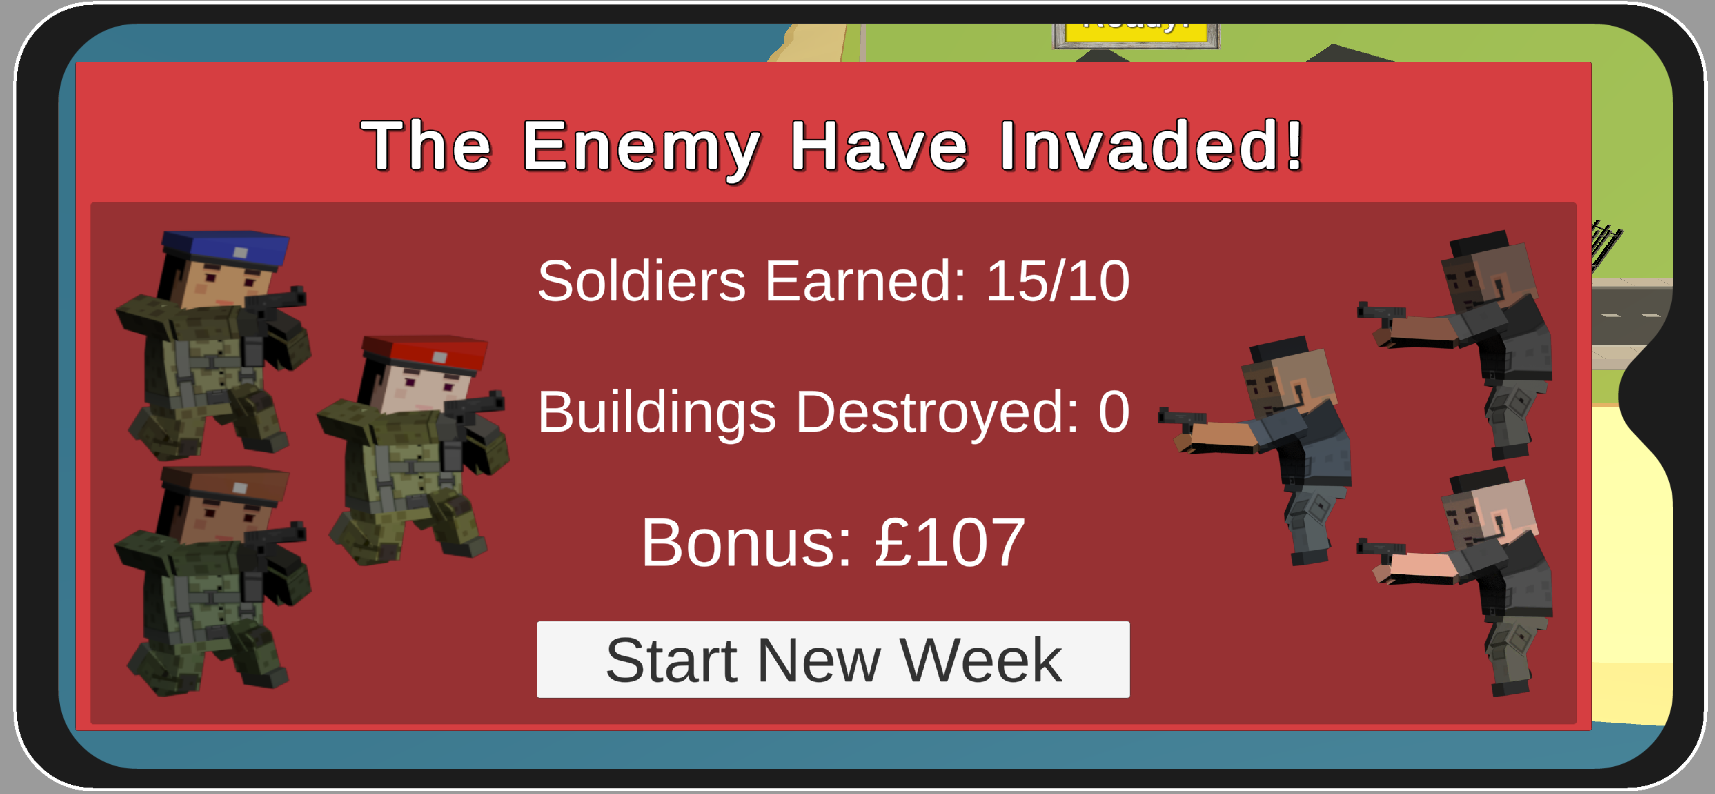 The Enemy Have Invaded!
Soldiers Earned: 15/10
Buildings Destroyed: 0
Bonus: £107
Start New Week